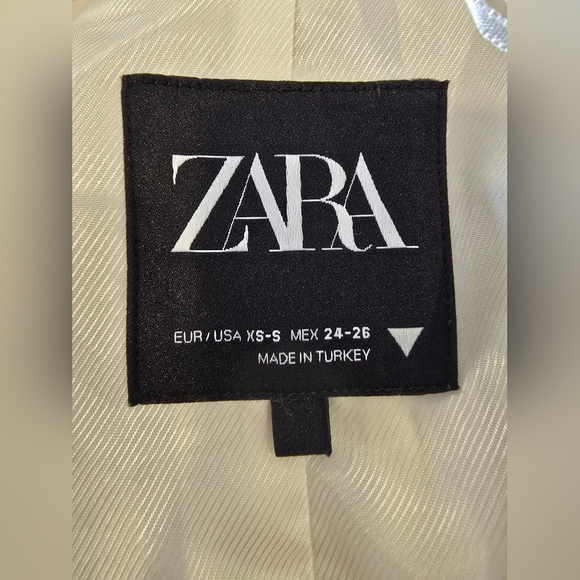 ZARA
EUR / USA XS-S MEX 24-26
MADE IN TURKEY